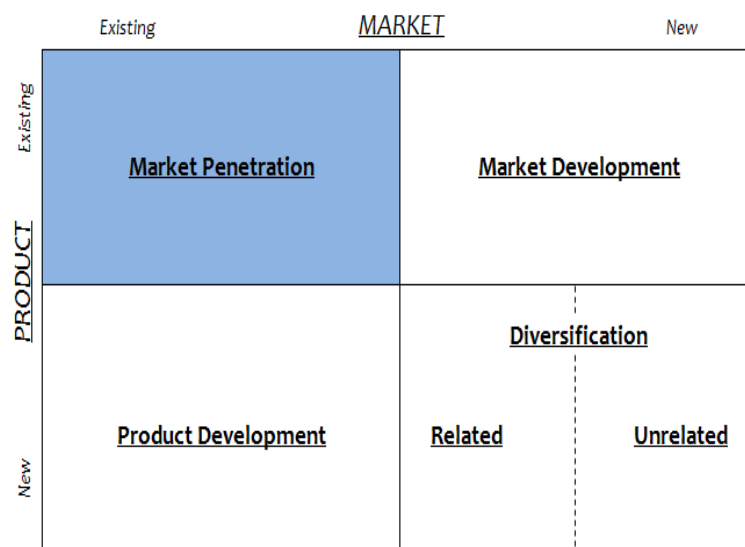 Existing MARKET New
Existing
Market Penetration Market Development
PRODUCT
Diversification
Product Development Related Unrelated
New